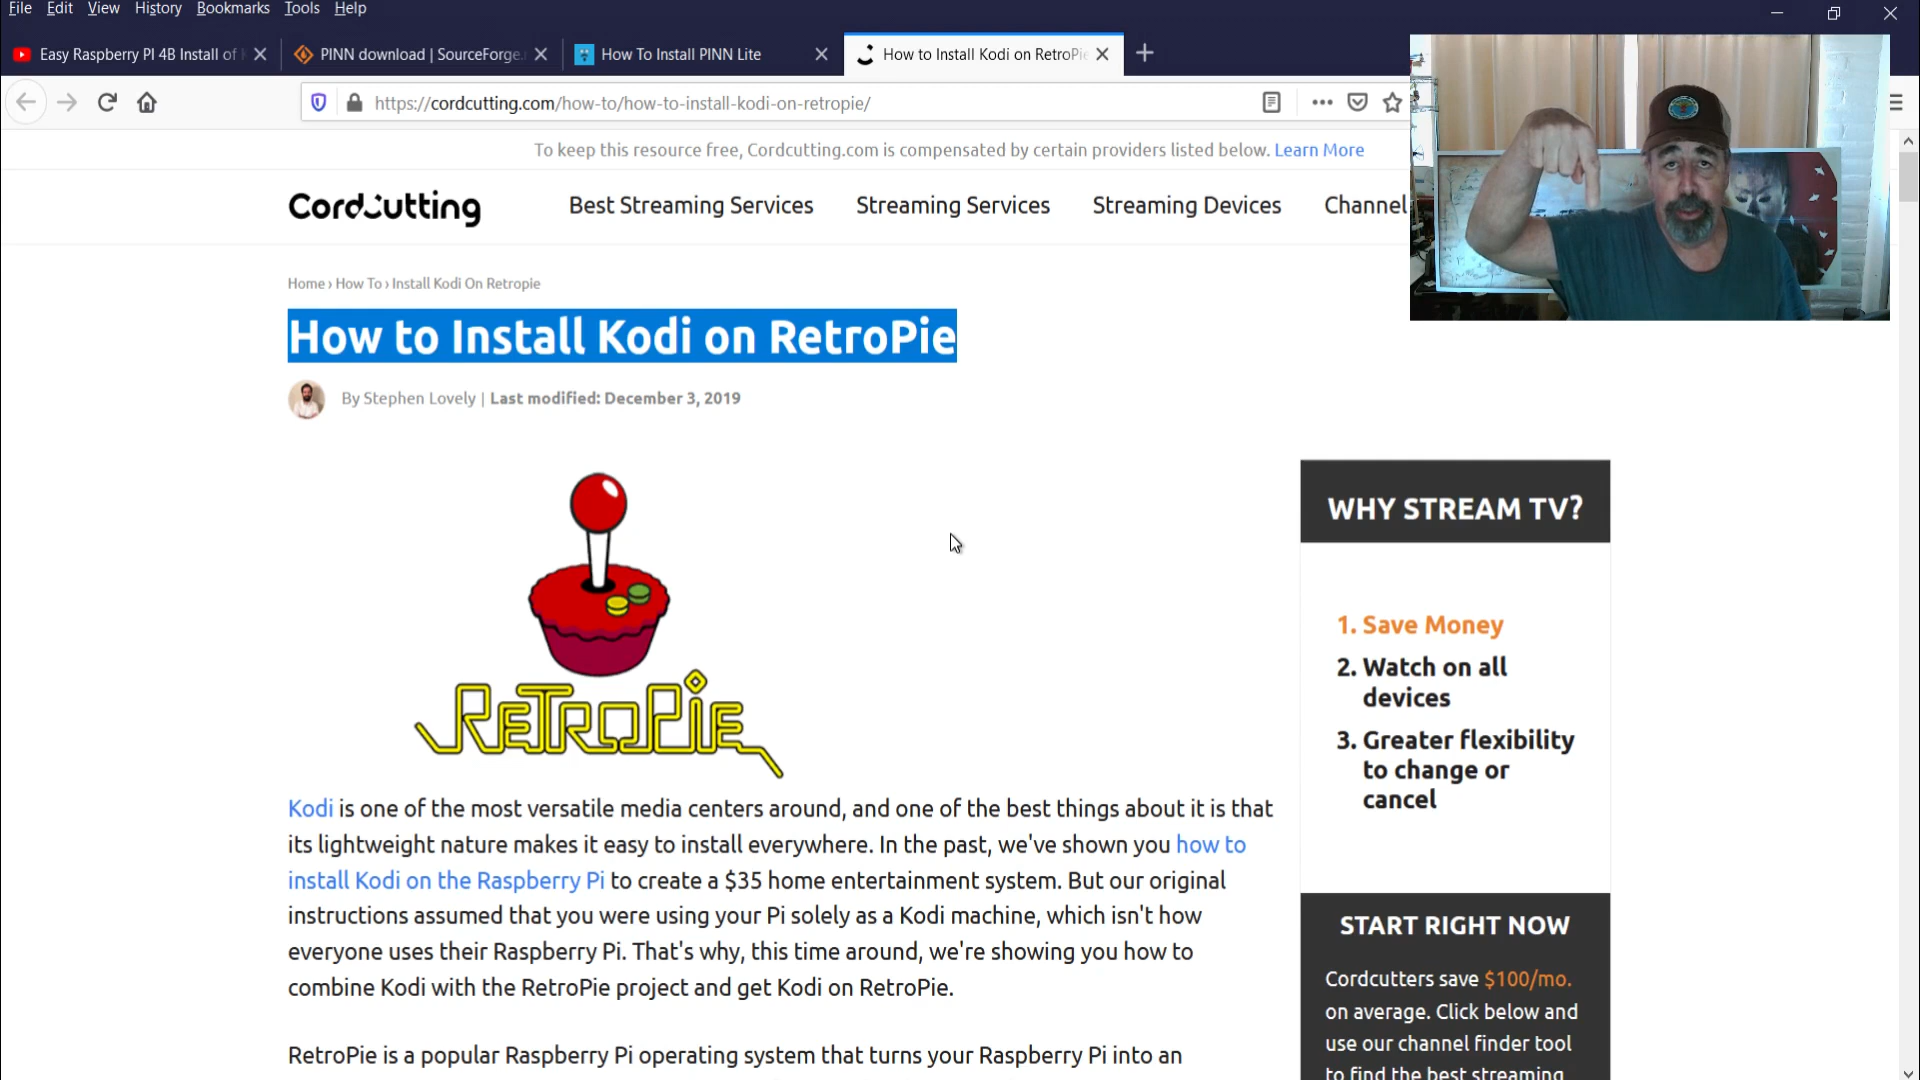 File Edit View History Bookmarks Tools Help
Easy Raspberry PI 4B Install of
PINN download | SourceForge.
How To Install PINN Lite
How to Install Kodi on RetroPie
https://cordcutting.com/how-to/how-to-install-kodi-on-retropie/
To keep this resource free, Cordcutting.com is compensated by certain providers listed below. Learn More
Cordcutting
Best Streaming Services Streaming Services Streaming Devices Channel
Home › How To › Install Kodi On Retropie
How to Install Kodi on RetroPie
By Stephen Lovely | Last modified: December 3, 2019
RETROPIE
Kodi is one of the most versatile media centers around, and one of the best things about it is that
its lightweight nature makes it easy to install everywhere. In the past, we've shown you how to
install Kodi on the Raspberry Pi to create a $35 home entertainment system. But our original
instructions assumed that you were using your Pi solely as a Kodi machine, which isn't how
everyone uses their Raspberry Pi. That's why, this time around, we're showing you how to
combine Kodi with the RetroPie project and get Kodi on RetroPie.
RetroPie is a popular Raspberry Pi operating system that turns your Raspberry Pi into an
WHY STREAM TV?
1. Save Money
2. Watch on all
devices
3. Greater flexibility
to change or
cancel
START RIGHT NOW
Cordcutters save $100/mo.
on average. Click below and
use our channel finder tool
to find the best streaming